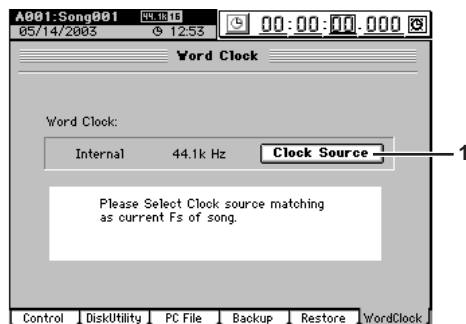 A001:Song001 44.1k 16
05/14/2003 12:53 00:00:00.000
Word Clock
Word Clock:
Internal 44.1k Hz Clock Source 1
Please Select Clock source matching
as current Fs of song.
Control DiskUtility PC File Backup Restore WordClock